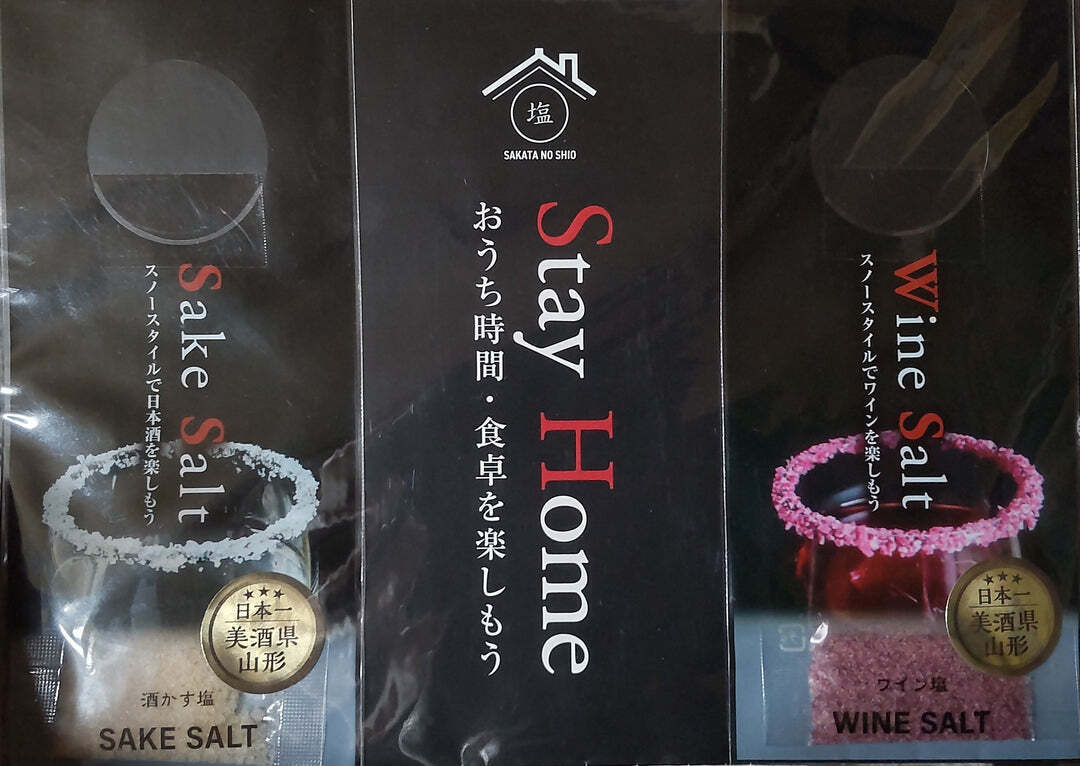 Sake Salt
スノースタイルで日本酒を楽しもう
日本一
美酒県
山形
酒かす塩
SAKE SALT
塩
SAKATA NO SHIO
Stay Home
おうち時間・食卓を楽しもう
Wine Salt
スノースタイルでワインを楽しもう
日本一
美酒県
山形
ワイン塩
WINE SALT